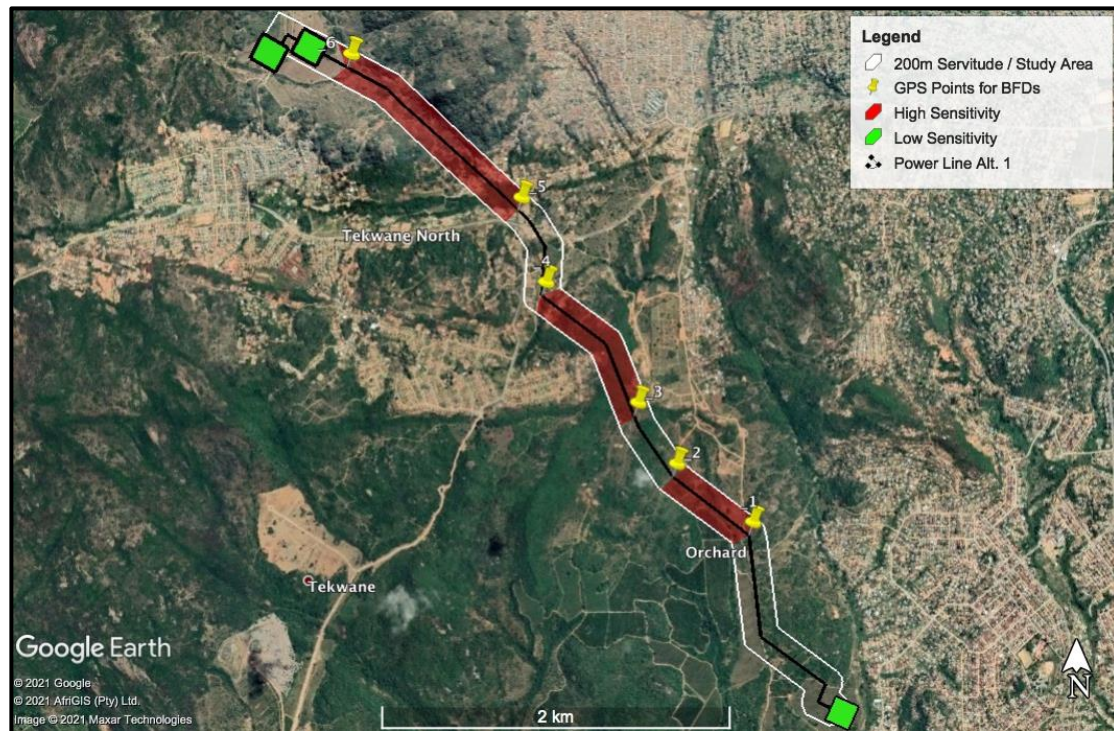 Legend
200m Servitude / Study Area
GPS Points for BFDs
High Sensitivity
Low Sensitivity
Power Line Alt. 1
6
5
Tekwane North
4
3
2
1
Orchard
Tekwane
Google Earth
© 2021 Google
© 2021 AfriGIS (Pty) Ltd.
Image © 2021 Maxar Technologies
2 km
N